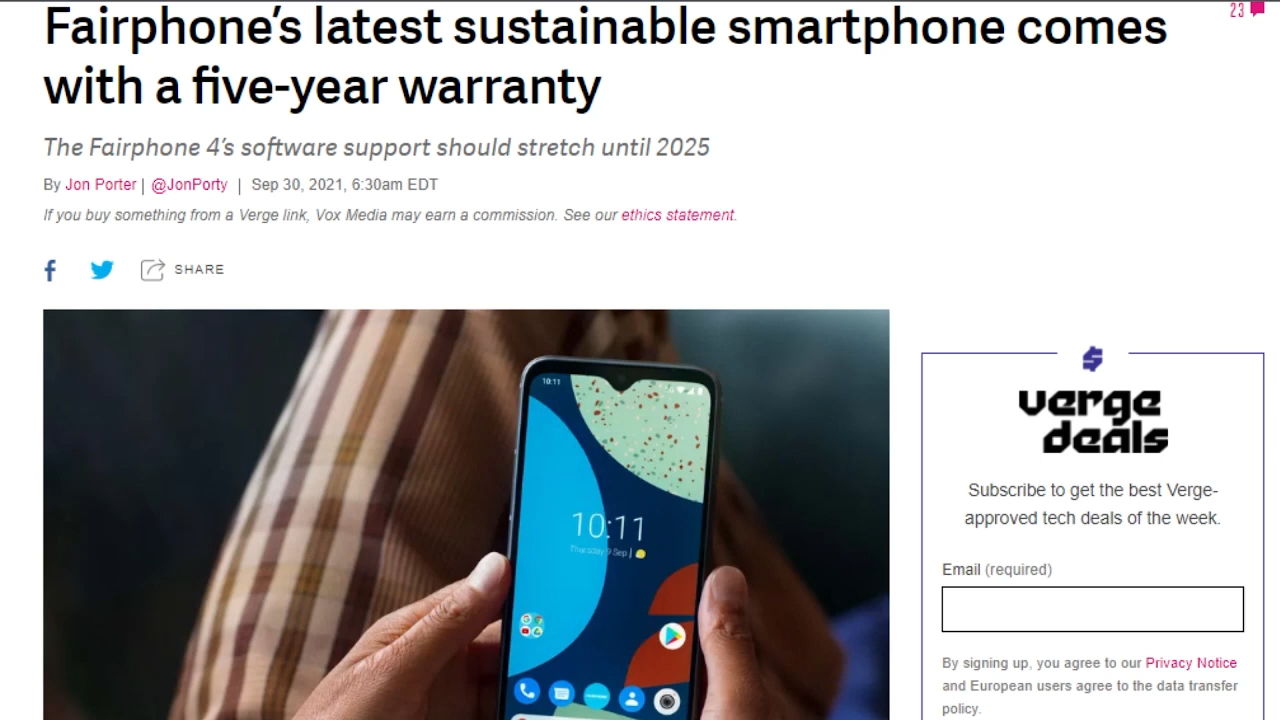 23
Fairphone’s latest sustainable smartphone comes
with a five-year warranty
The Fairphone 4’s software support should stretch until 2025
By Jon Porter | @JonPorty | Sep 30, 2021, 6:30am EDT
If you buy something from a Verge link, Vox Media may earn a commission. See our ethics statement.
SHARE
10:11
10:11
Thursday 9 Sep |
verge
deals
Subscribe to get the best Verge-
approved tech deals of the week.
Email (required)
By signing up, you agree to our Privacy Notice
and European users agree to the data transfer
policy.